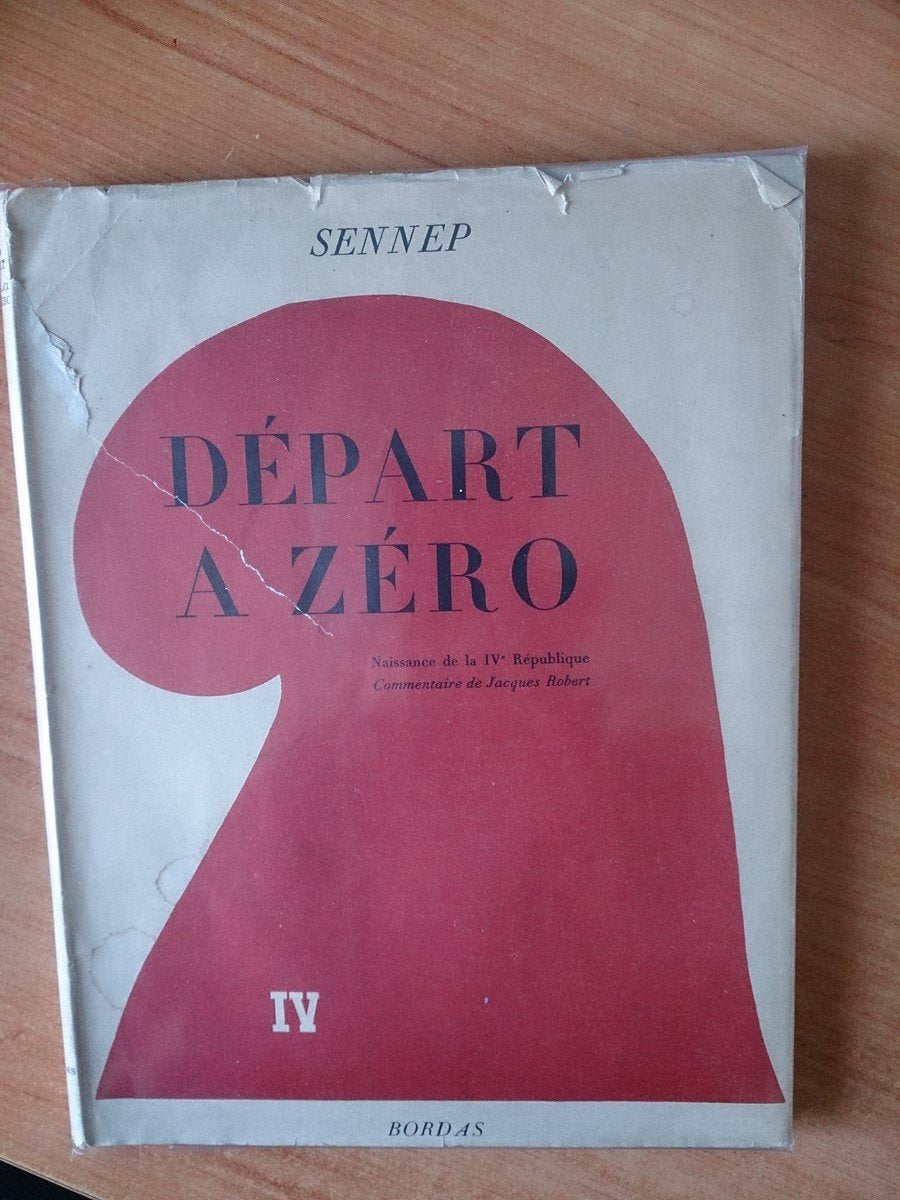 SENNEP
DÉPART
A ZÉRO
Naissance de la IVe République
Commentaire de Jacques Robert
IV
BORDAS